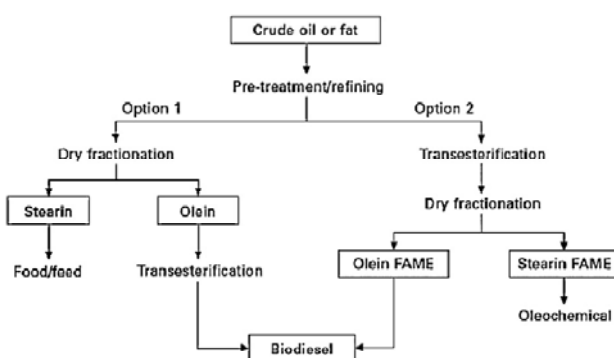 Crude oil or fat
Pre-treatment/refining
Option 1
Option 2
Dry fractionation
Transesterification
Stearin
Olein
Dry fractionation
Food/feed
Transesterification
Olein FAME
Stearin FAME
Oleochemical
Biodiesel